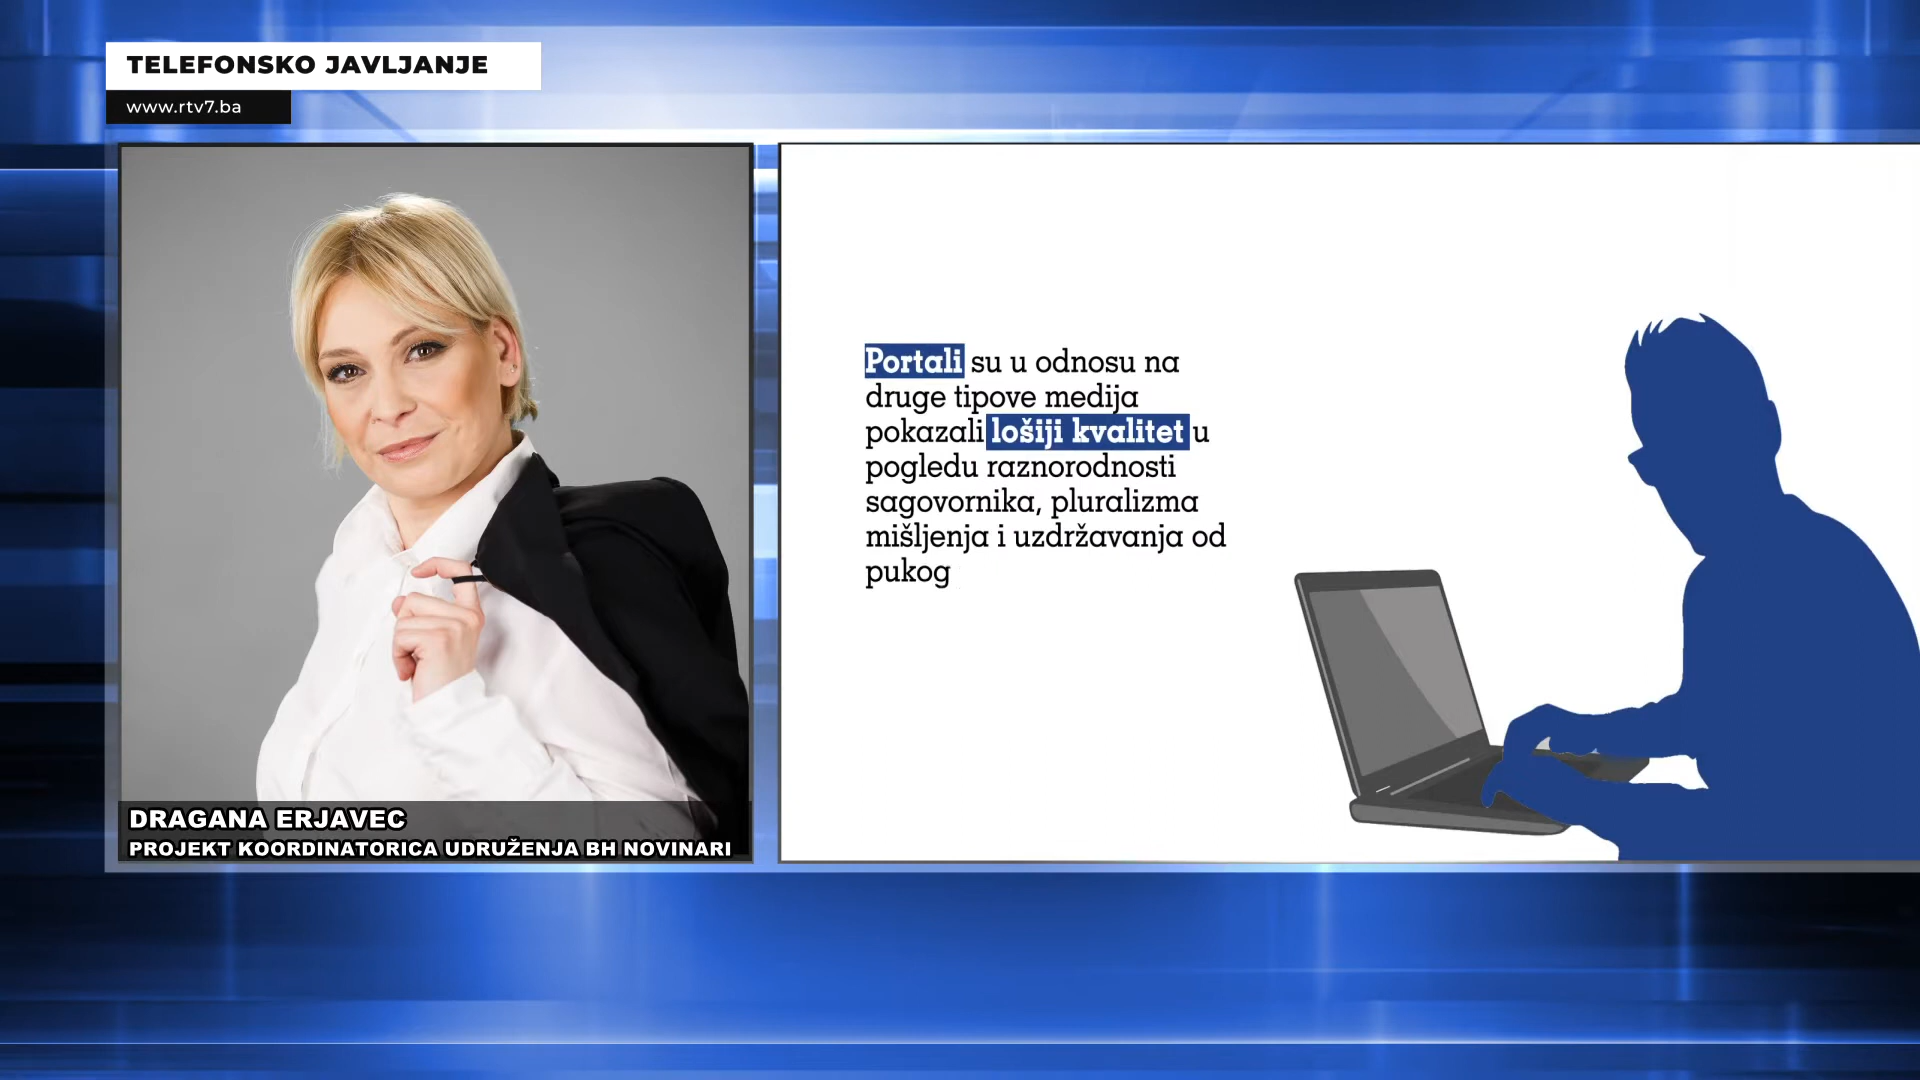 TELEFONSKO JAVLJANJE
www.rtv7.ba
Portali su u odnosu na
druge tipove medija
pokazali lošiji kvalitet u
pogledu raznorodnosti
sagovornika, pluralizma
mišljenja i uzdržavanja od
pukog
DRAGANA ERJAVEC
PROJEKT KOORDINATORICA UDRUŽENJA BH NOVINARI